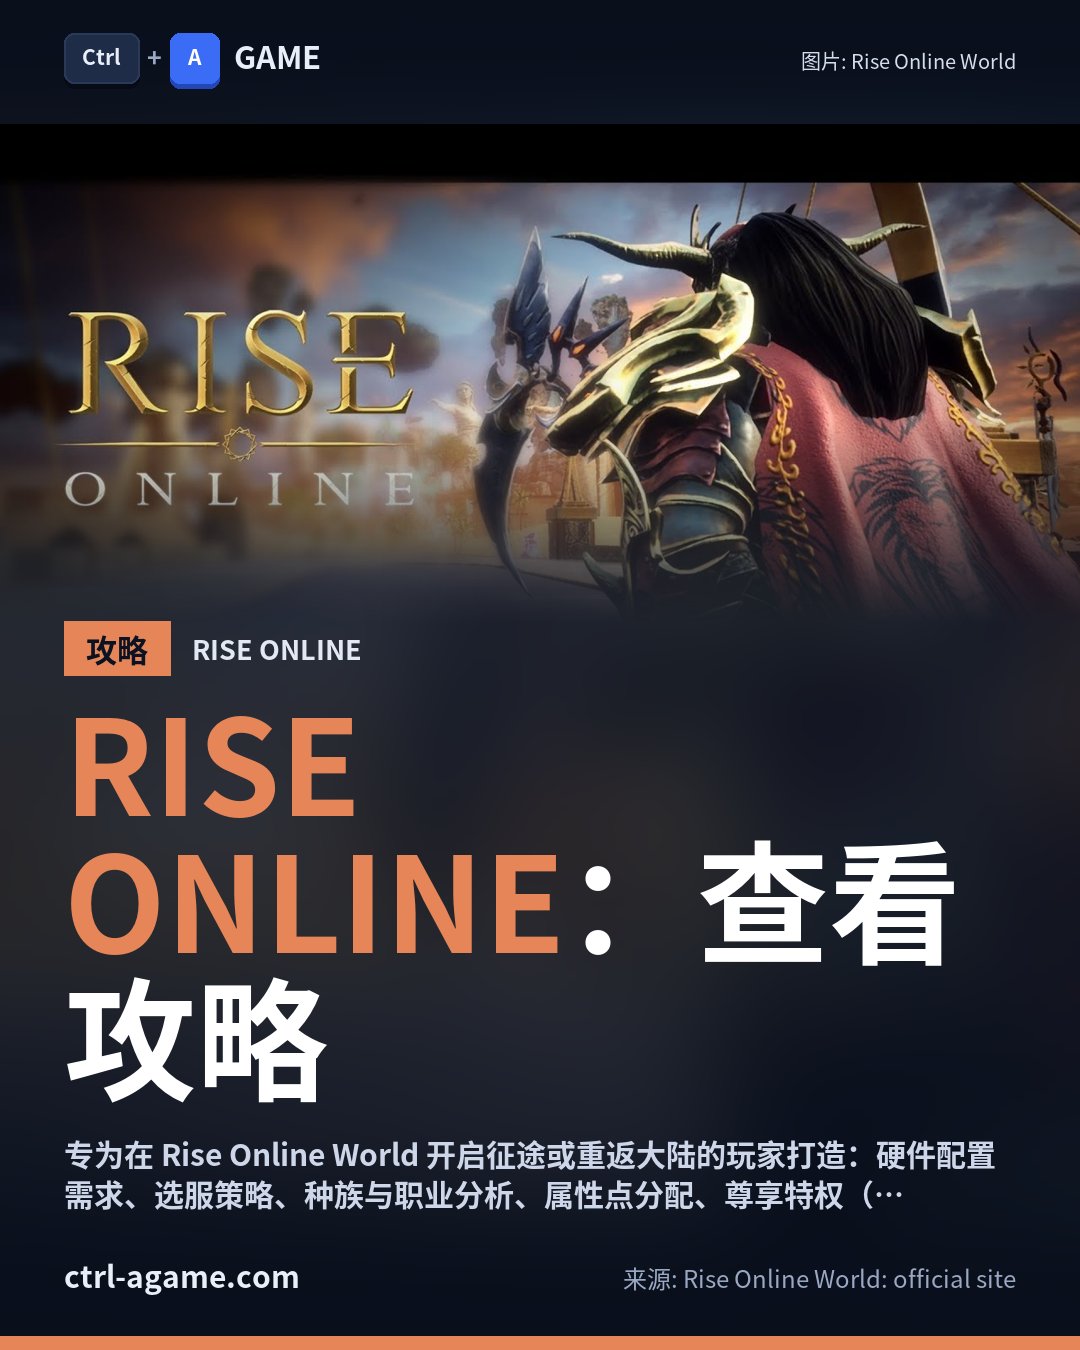 Ctrl + A GAME
图片: Rise Online World
RISE
ONLINE
攻略 RISE ONLINE
RISE
ONLINE：查看
攻略
专为在 Rise Online World 开启征途或重返大陆的玩家打造：硬件配置
需求、选服策略、种族与职业分析、属性点分配、尊享特权（…
ctrl-agame.com
来源: Rise Online World: official site